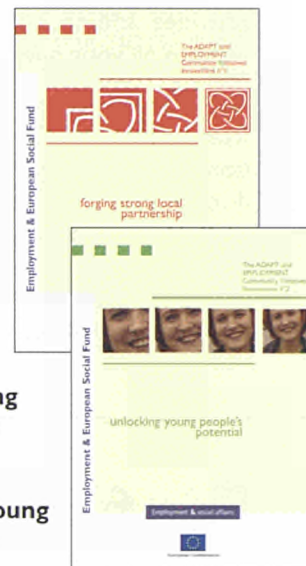 The ADAPT and
EMPLOYMENT
Community Initiatives
Employment & European Social Fund
forging strong local
partnership
The ADAPT and
EMPLOYMENT
Community Initiatives
Employment & European Social Fund
unlocking young people's
potential
Employment & social affairs
ng
oung